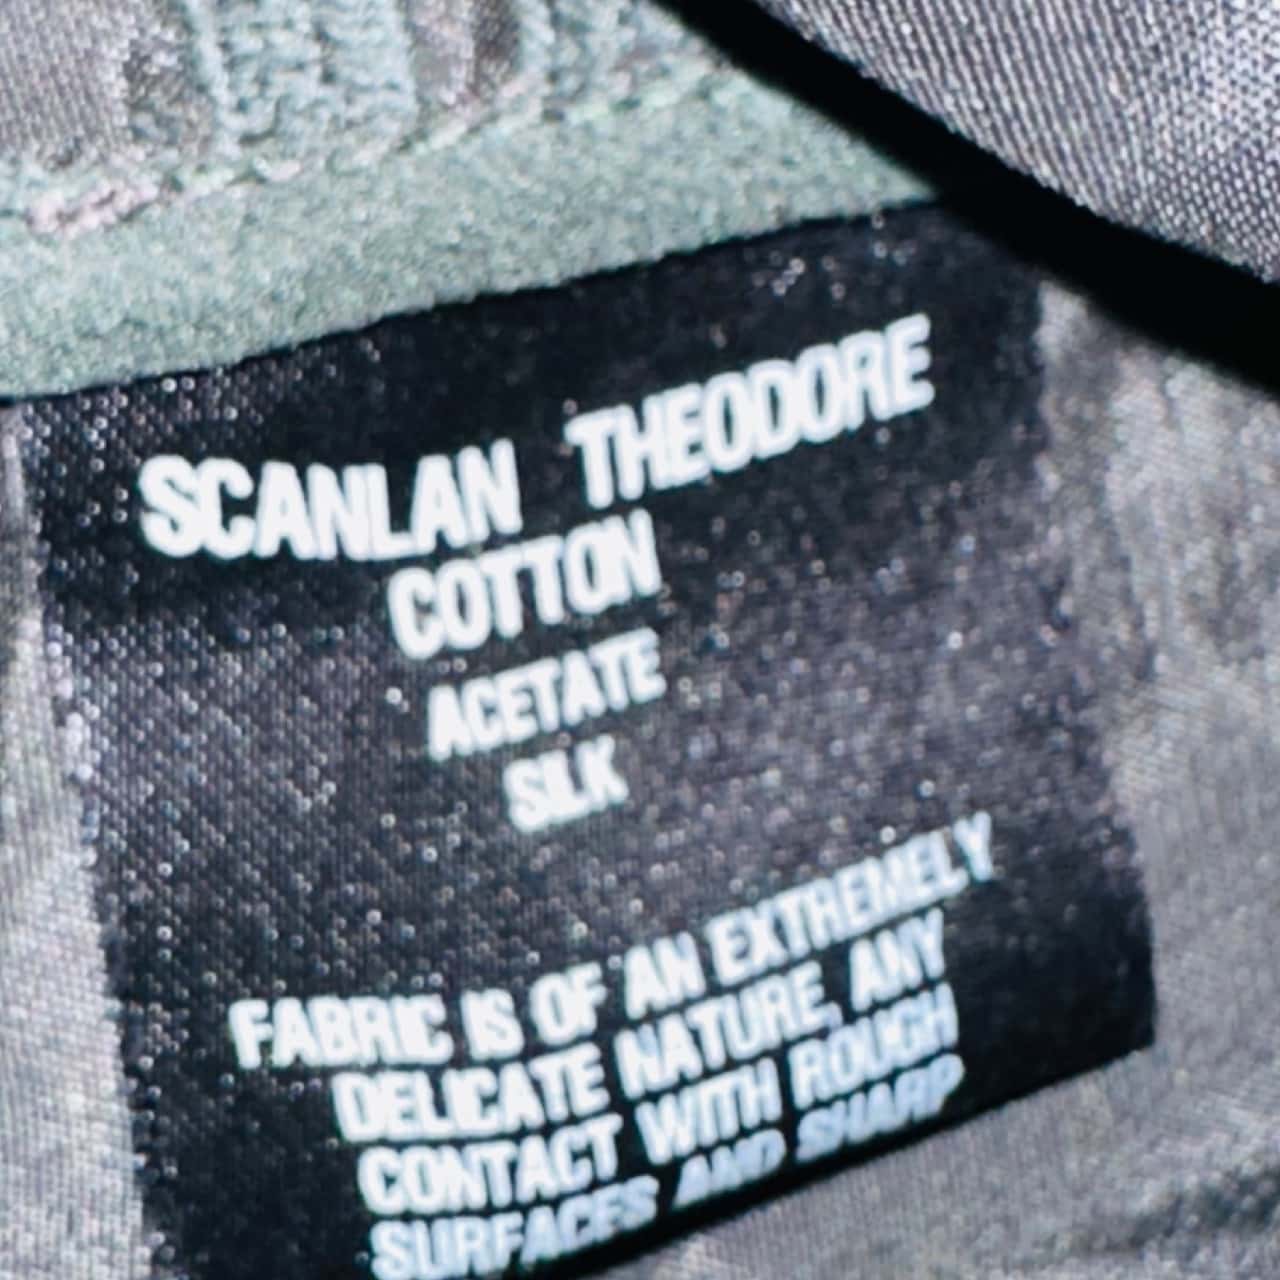 SCANLAN THEODORE
COTTON
ACETATE
SILK
FABRIC IS OF AN EXTREMELY
DELICATE NATURE, ANY
CONTACT WITH ROUGH
SURFACES AND SHARP